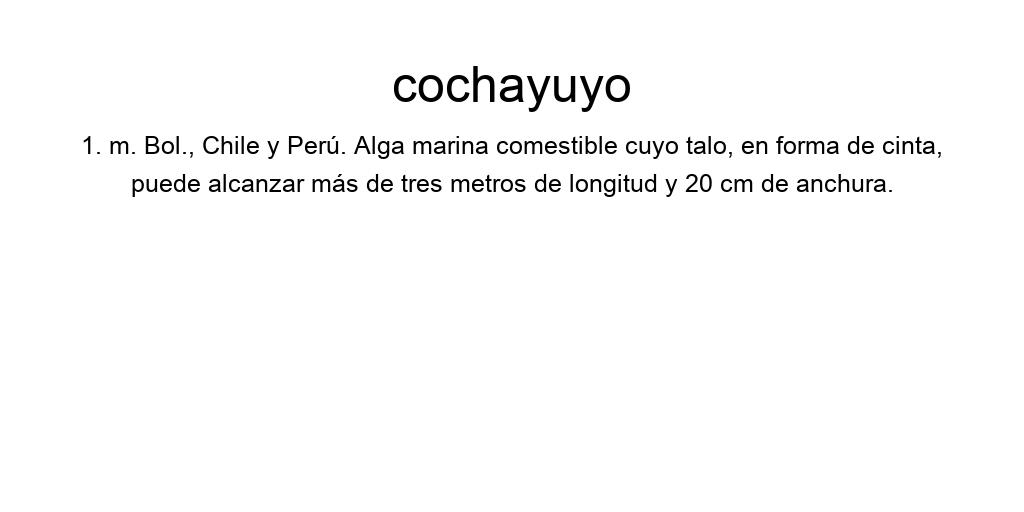 cochayuyo
1. m. Bol., Chile y Perú. Alga marina comestible cuyo talo, en forma de cinta,
puede alcanzar más de tres metros de longitud y 20 cm de anchura.